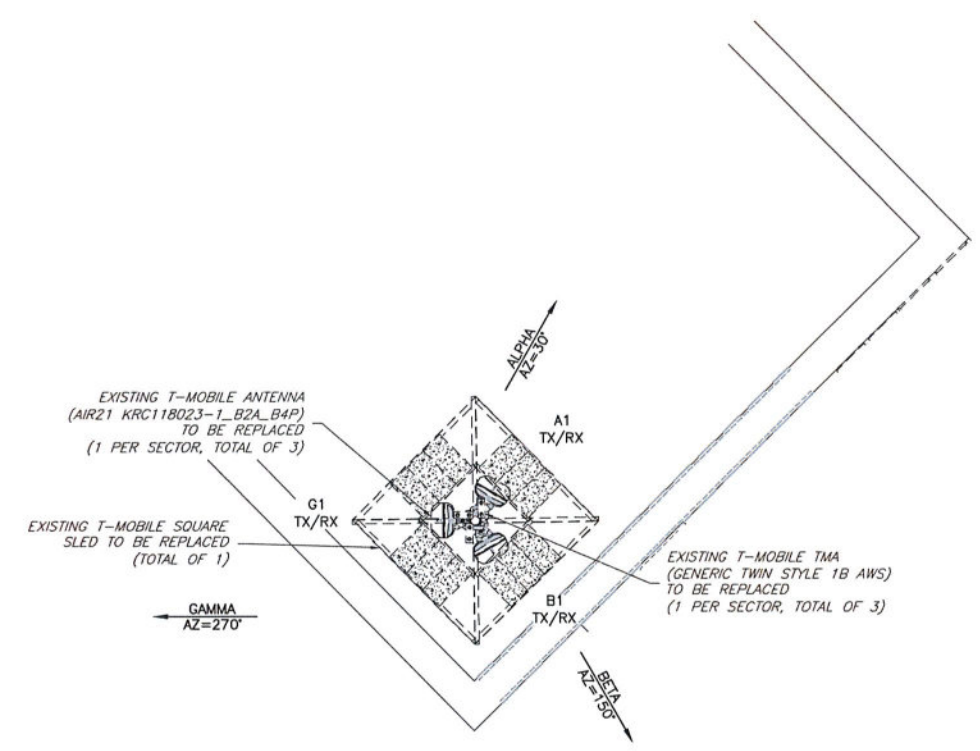 ALPHA
AZ=30°
EXISTING T-MOBILE ANTENNA
(AIR21 KRC118023-1_B2A_B4P)
TO BE REPLACED
(1 PER SECTOR, TOTAL OF 3)
A1
TX/RX
G1
TX/RX
EXISTING T-MOBILE SQUARE
SLED TO BE REPLACED
(TOTAL OF 1)
EXISTING T-MOBILE TMA
(GENERIC TWIN STYLE 1B AWS)
TO BE REPLACED
(1 PER SECTOR, TOTAL OF 3)
B1
TX/RX
GAMMA
AZ=270°
BETA
AZ=150°